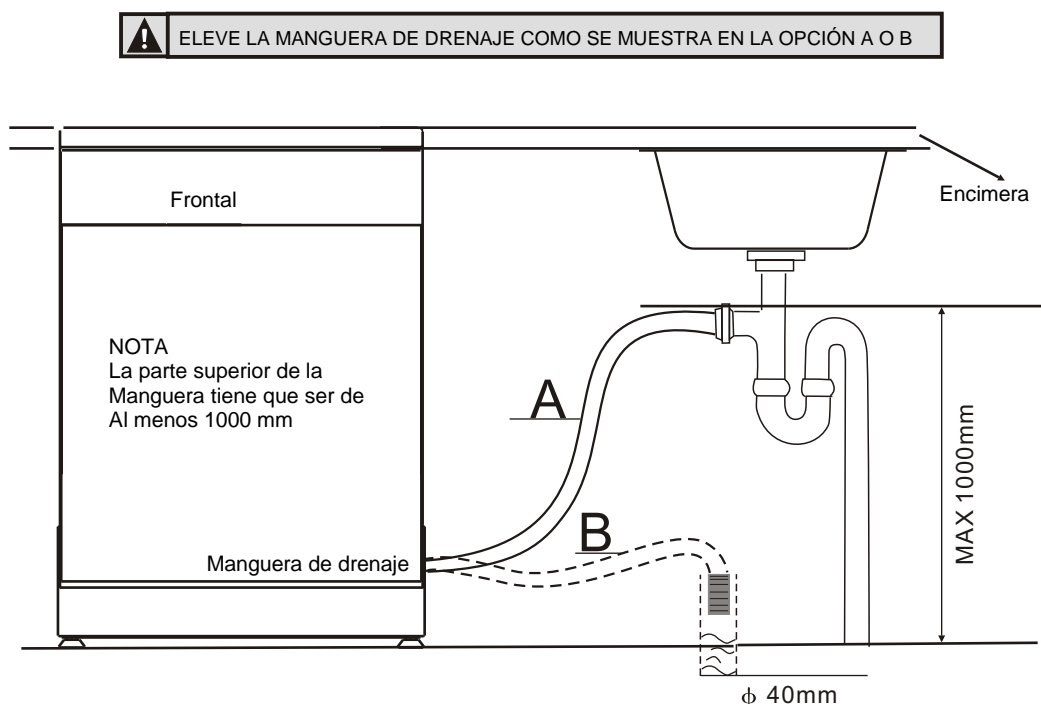 ELEVE LA MANGUERA DE DRENAJE COMO SE MUESTRA EN LA OPCIÓN A O B
Encimera
Frontal
NOTA
La parte superior de la
Manguera tiene que ser de
Al menos 1000 mm
A
B
MAX 1000mm
Manguera de drenaje
ϕ 40mm